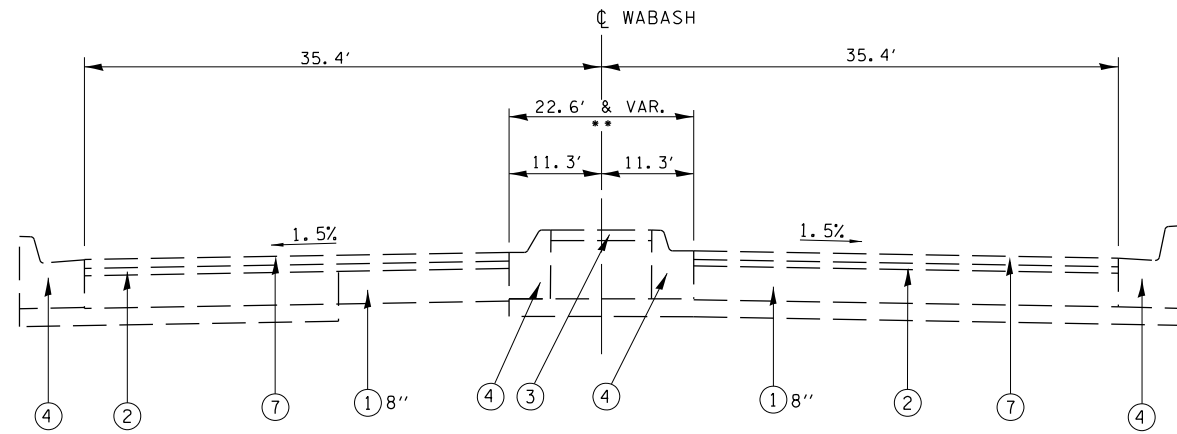 ℄ WABASH
35.4' 35.4'
22.6' & VAR.
**
11.3' 11.3'
1.5% 1.5%
4 2 7 1 8'' 4 3 4 1 8'' 2 7 4